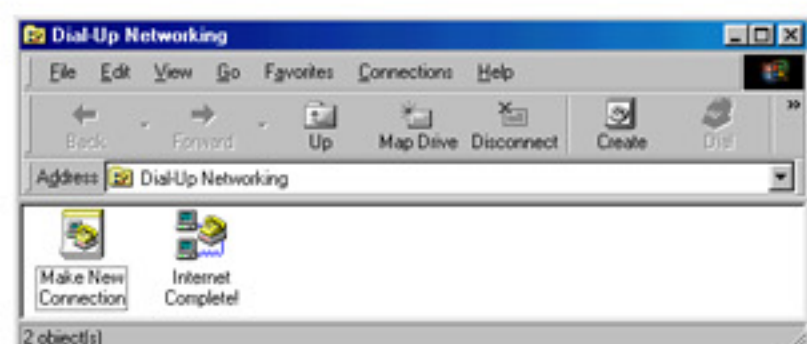 Dial-Up Networking
File Edit View Go Favorites Connections Help
Back Forward Up Map Drive Disconnect Create Dial »
Address Dial-Up Networking
Make New Connection
Internet Complete!
2 object(s)